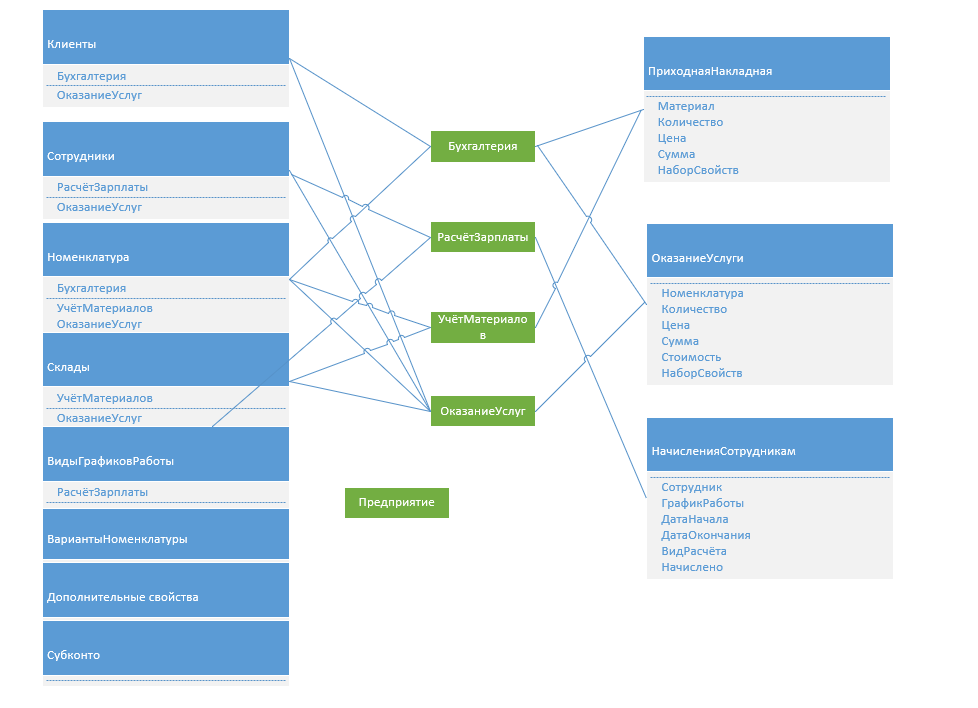 Клиенты
Бухгалтерия
ОказаниеУслуг
Сотрудники
РасчётЗарплаты
ОказаниеУслуг
Номенклатура
Бухгалтерия
УчётМатериалов
ОказаниеУслуг
Склады
УчётМатериалов
ОказаниеУслуг
ВидыГрафиковРаботы
РасчётЗарплаты
ВариантыНоменклатуры
Дополнительные свойства
Субконто
Бухгалтерия
РасчётЗарплаты
УчётМатериало
в
ОказаниеУслуг
Предприятие
ПриходнаяНакладная
Материал
Количество
Цена
Сумма
НаборСвойств
ОказаниеУслуги
Номенклатура
Количество
Цена
Сумма
Стоимость
НаборСвойств
НачисленияСотрудникам
Сотрудник
ГрафикРаботы
ДатаНачала
ДатаОкончания
ВидРасчёта
Начислено